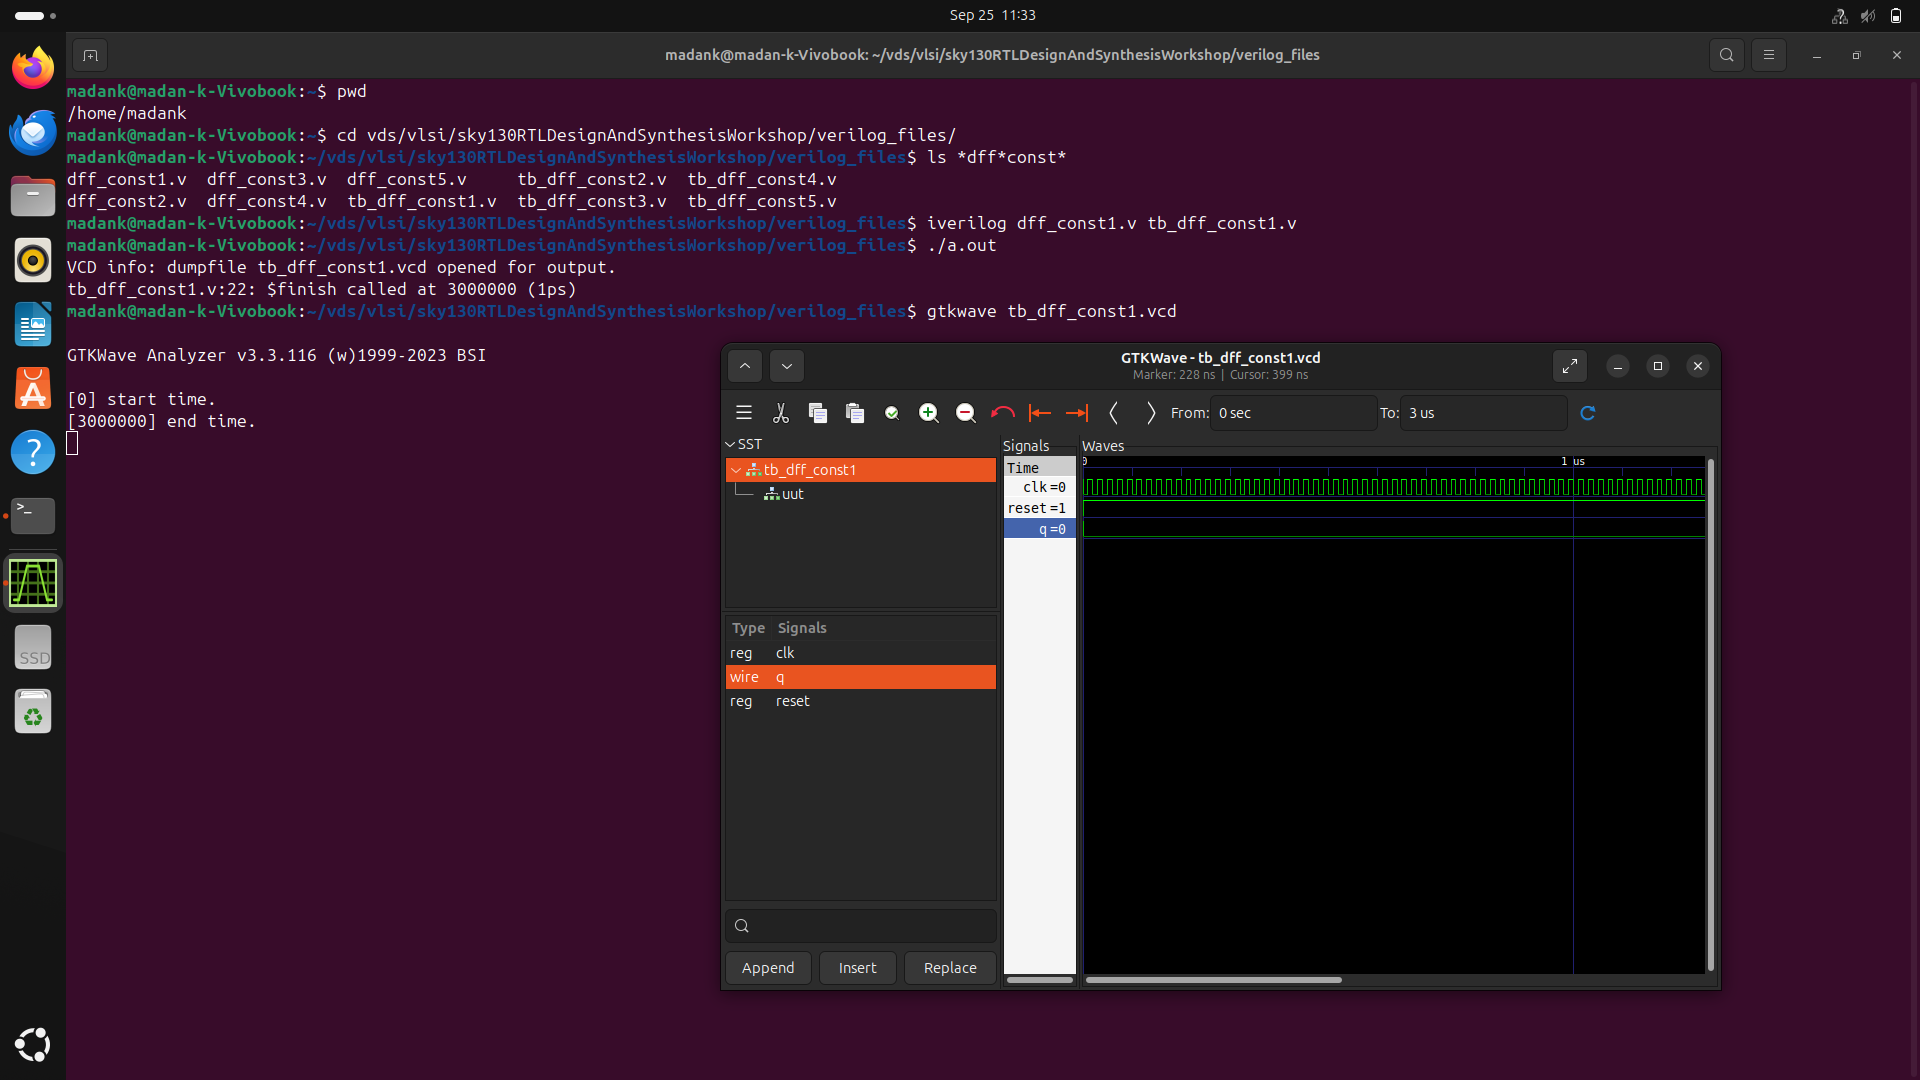 Sep 25 11:33
madank@madan-k-Vivobook: ~/vds/vlsi/sky130RTLDesignAndSynthesisWorkshop/verilog_files
madank@madan-k-Vivobook:~$ pwd
/home/madank
madank@madan-k-Vivobook:~$ cd vds/vlsi/sky130RTLDesignAndSynthesisWorkshop/verilog_files/
madank@madan-k-Vivobook:~/vds/vlsi/sky130RTLDesignAndSynthesisWorkshop/verilog_files$ ls *dff*const*
dff_const1.v dff_const3.v dff_const5.v tb_dff_const2.v tb_dff_const4.v
dff_const2.v dff_const4.v tb_dff_const1.v tb_dff_const3.v tb_dff_const5.v
madank@madan-k-Vivobook:~/vds/vlsi/sky130RTLDesignAndSynthesisWorkshop/verilog_files$ iverilog dff_const1.v tb_dff_const1.v
madank@madan-k-Vivobook:~/vds/vlsi/sky130RTLDesignAndSynthesisWorkshop/verilog_files$ ./a.out
VCD info: dumpfile tb_dff_const1.vcd opened for output.
tb_dff_const1.v:22: $finish called at 3000000 (1ps)
madank@madan-k-Vivobook:~/vds/vlsi/sky130RTLDesignAndSynthesisWorkshop/verilog_files$ gtkwave tb_dff_const1.vcd
GTKWave Analyzer v3.3.116 (w)1999-2023 BSI
[0] start time.
[3000000] end time.
GTKWave - tb_dff_const1.vcd
Marker: 228 ns | Cursor: 399 ns
From: 0 sec To: 3 us
SST
tb_dff_const1
uut
Type Signals
reg clk
wire q
reg reset
Append Insert Replace
Signals
Time
clk=0
reset=1
q=0
Waves
0 1 us
SSD